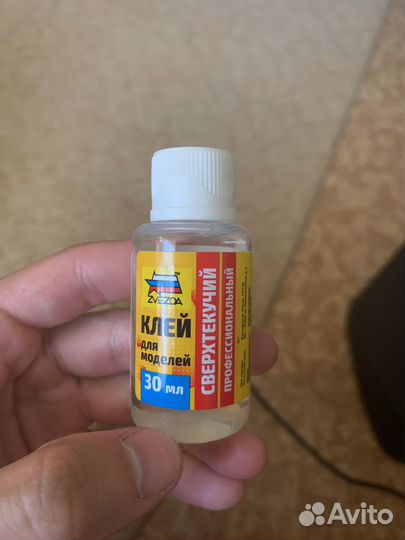 ZVEZDA
КЛЕЙ
для
моделей
30 мл
СВЕРХТЕКУЧИЙ
ПРОФЕССИОНАЛЬНЫЙ
Avito